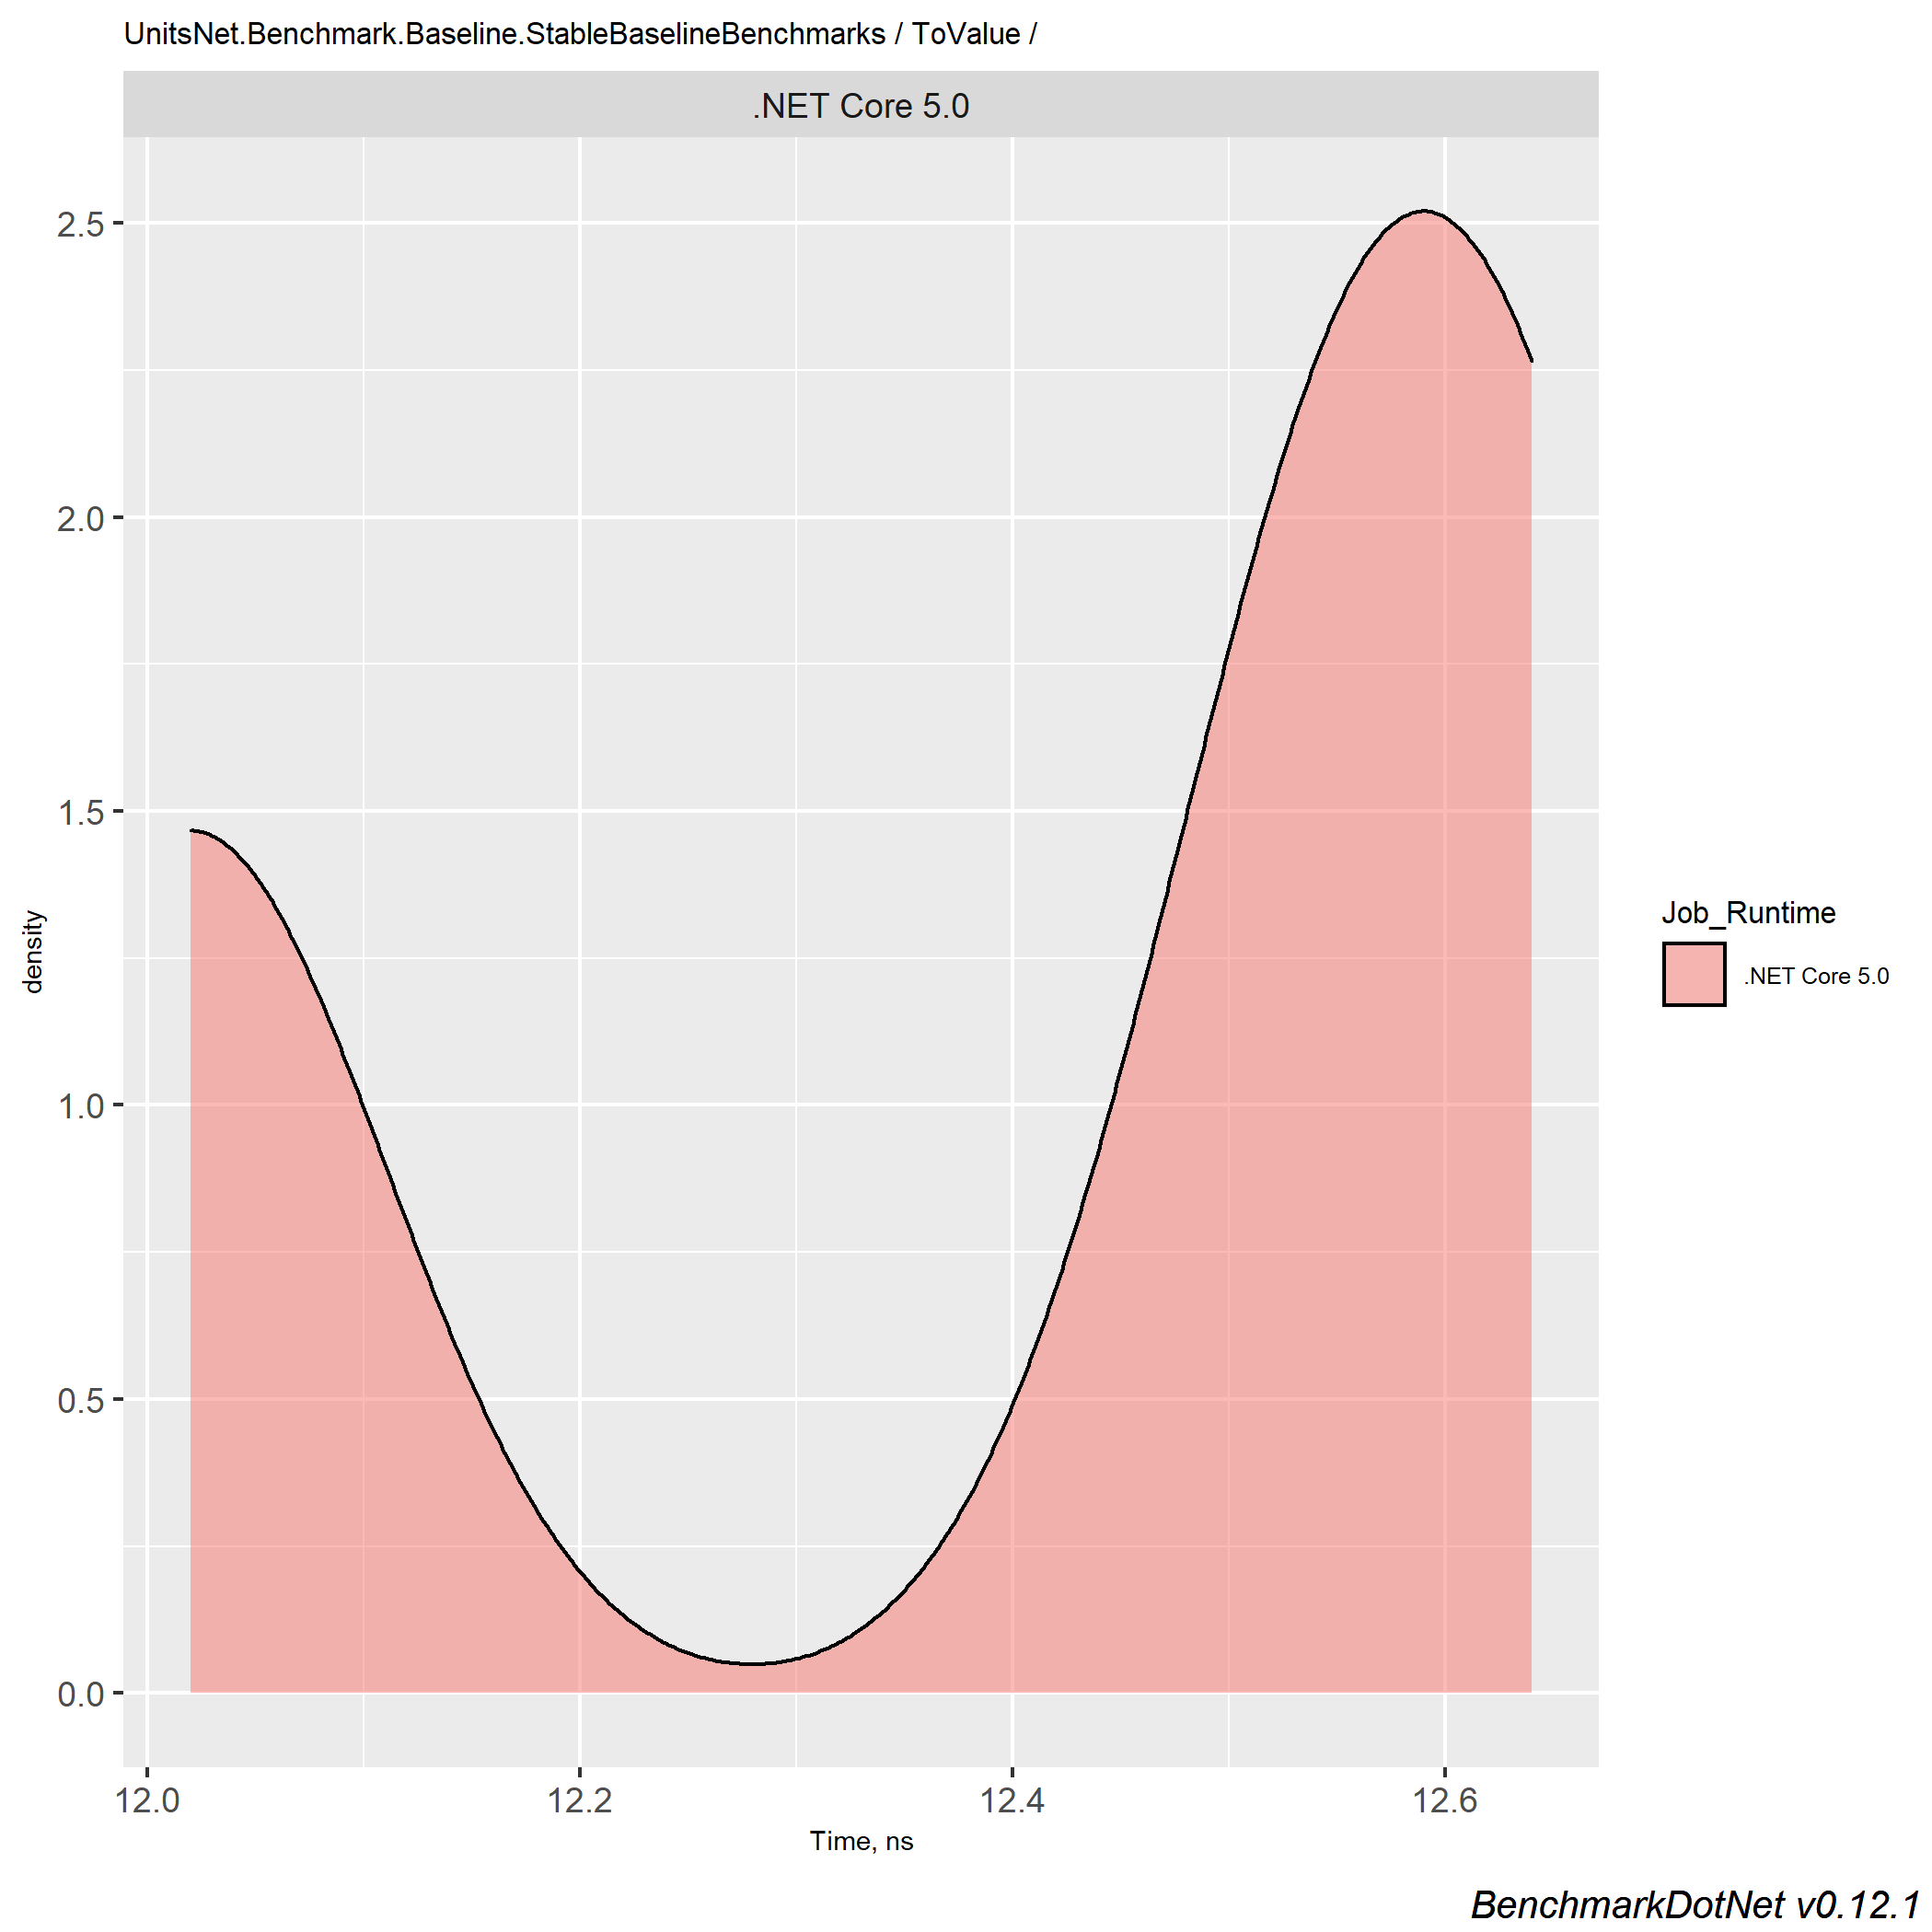 UnitsNet.Benchmark.Baseline.StableBaselineBenchmarks / ToValue /
.NET Core 5.0
2.5
2.0
1.5
1.0
0.5
0.0
density
12.0 12.2 12.4 12.6
Time, ns
Job_Runtime
.NET Core 5.0
BenchmarkDotNet v0.12.1